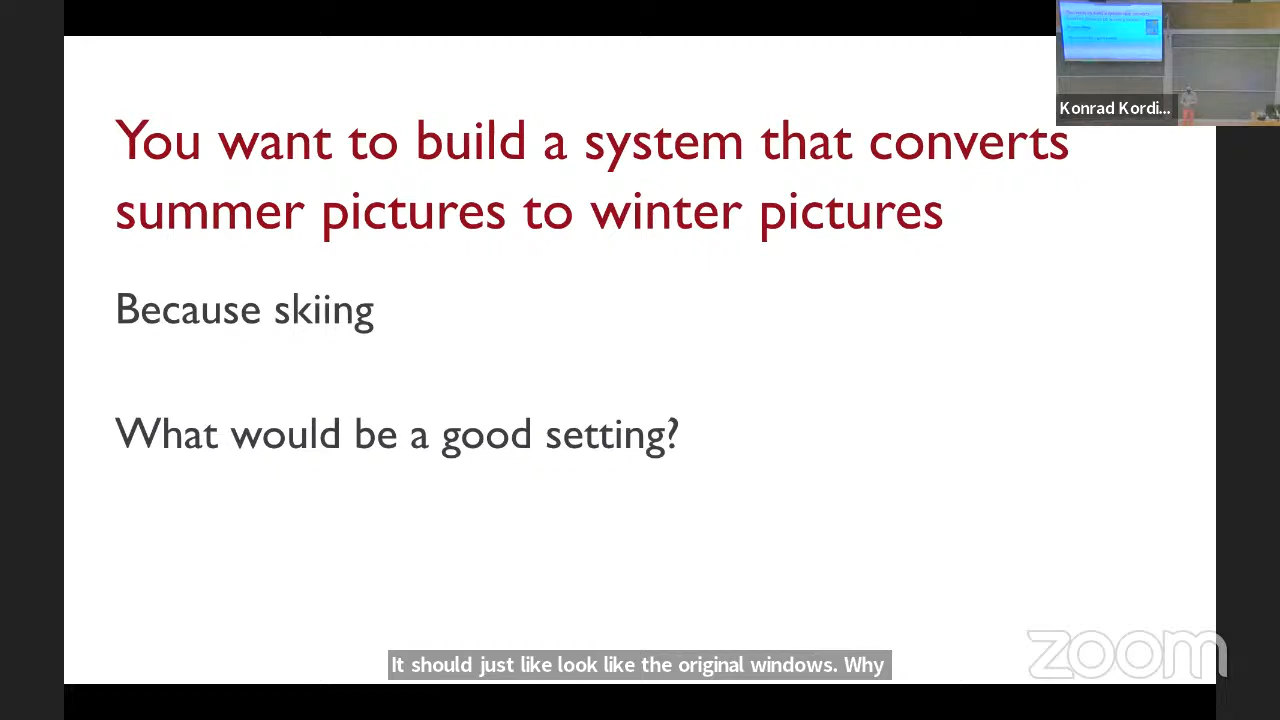 You want to build a system that converts
summer pictures to winter pictures
Because skiing
What would be a good setting?
Konrad Kordi...
It should just like look like the original windows. Why
zoom